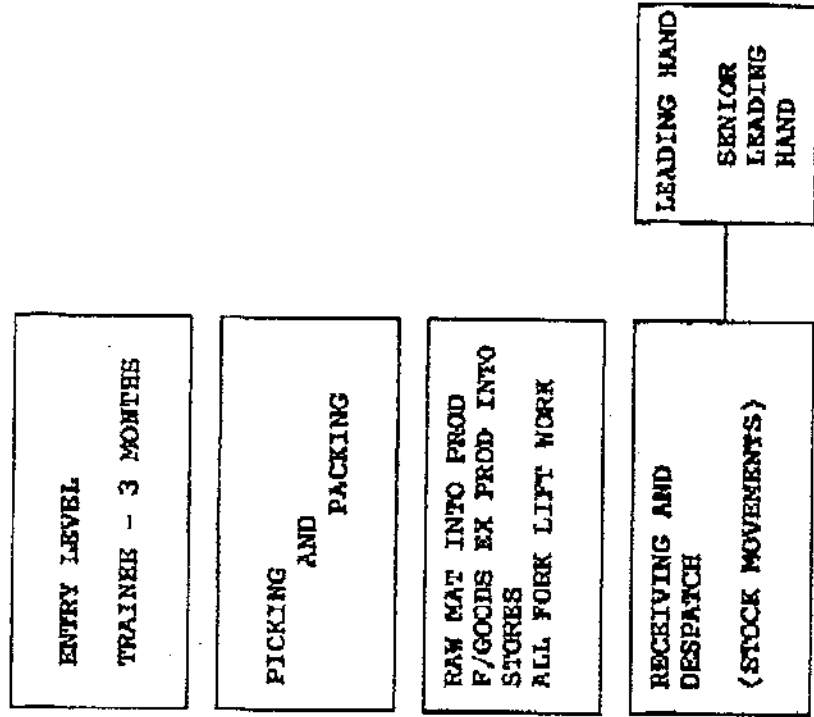 ENTRY LEVEL
TRAINEE - 3 MONTHS
PICKING
AND
PACKING
RAW MAT INTO PROD
F/GOODS EX PROD INTO
STORES
ALL FORK LIFT WORK
RECEIVING AND
DESPATCH
(STOCK MOVEMENTS)
LEADING HAND
SENIOR
LEADING
HAND